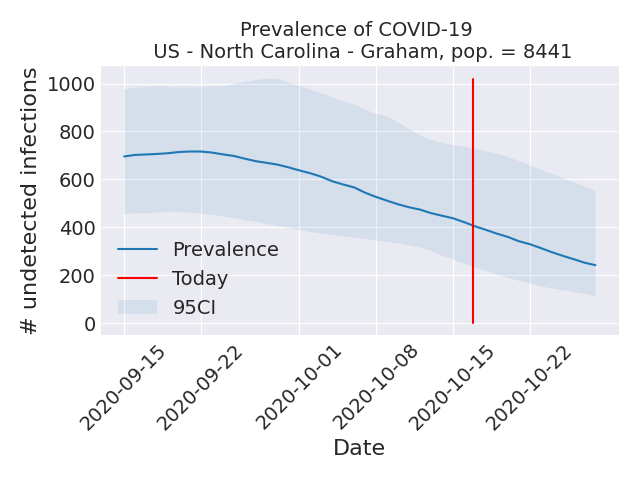 Prevalence of COVID-19
US - North Carolina - Graham, pop. = 8441
# undetected infections
1000
800
600
400
200
0
Prevalence
Today
95CI
2020-09-15
2020-09-22
2020-10-01
2020-10-08
2020-10-15
2020-10-22
Date